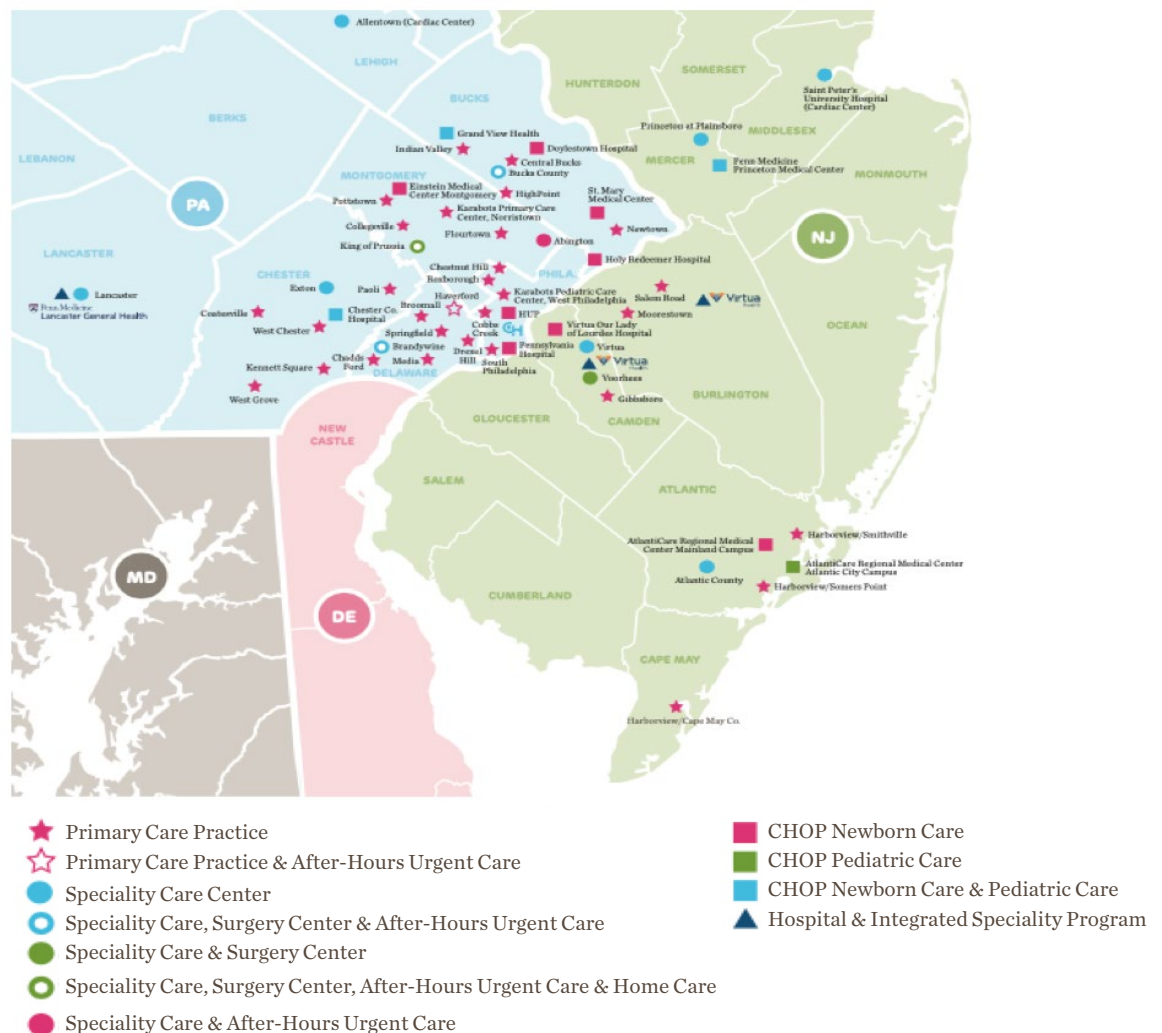 Allentown (Cardiac Center)
LEHIGH
HUNTERDON
SOMERSET
Saint Peter's
University Hospital
(Cardiac Center)
BUCKS
BERKS
Princeton at Plainsboro
MIDDLESEX
Grand View Health
Indian Valley
Doylestown Hospital
LEBANON
Central Bucks
Bucks County
MERCER
Penn Medicine
Princeton Medical Center
MONMOUTH
MONTGOMERY
Einstein Medical
Center Montgomery
HighPoint
St. Mary
Medical Center
PA
Pottstown
Karabots Primary Care
Center, Norristown
Collegeville
Flourtown
Newtown
NJ
King of Prussia
Abington
LANCASTER
Holy Redeemer Hospital
CHESTER
Chestnut Hill
PHILA.
Roxborough
Exton
Paoli
Haverford
Karabots Pediatric Care
Center, West Philadelphia
Salem Road
Virtua
Health
Lancaster
Penn Medicine
Lancaster General Health
Broomall
HUP
Moorestown
Coatesville
Chester Co.
Hospital
Cobbs
Creek
CH
Virtua Our Lady
of Lourdes Hospital
OCEAN
West Chester
Springfield
Brandywine
Drexel
Hill
Pennsylvania
Hospital
Virtua
Chadds
Ford
Media
South
Philadelphia
Virtua
Health
Kennett Square
DELAWARE
Voorhees
West Grove
Gibbsboro
BURLINGTON
NEW
CASTLE
GLOUCESTER
CAMDEN
SALEM
ATLANTIC
Harborview/Smithville
AtlantiCare Regional Medical
Center Mainland Campus
AtlantiCare Regional Medical Center
Atlantic City Campus
MD
Atlantic County
Harborview/Somers Point
CUMBERLAND
DE
CAPE MAY
Harborview/Cape May Co.
Primary Care Practice
Primary Care Practice & After-Hours Urgent Care
Speciality Care Center
Speciality Care, Surgery Center & After-Hours Urgent Care
Speciality Care & Surgery Center
Speciality Care, Surgery Center, After-Hours Urgent Care & Home Care
Speciality Care & After-Hours Urgent Care
CHOP Newborn Care
CHOP Pediatric Care
CHOP Newborn Care & Pediatric Care
Hospital & Integrated Speciality Program